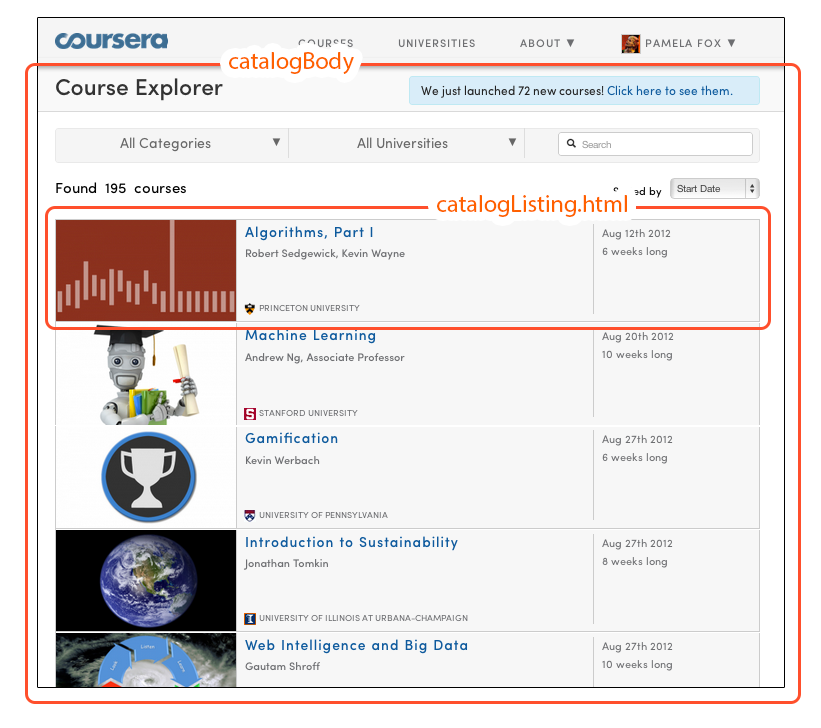 coursera
COURSES UNIVERSITIES ABOUT ▼ PAMELA FOX ▼
catalogBody
Course Explorer
We just launched 72 new courses! Click here to see them.
All Categories ▼ All Universities ▼ Search
Found 195 courses
by Start Date
catalogListing.html
Algorithms, Part I
Aug 12th 2012
Robert Sedgewick, Kevin Wayne
6 weeks long
PRINCETON UNIVERSITY
Machine Learning
Aug 20th 2012
Andrew Ng, Associate Professor
10 weeks long
S STANFORD UNIVERSITY
Gamification
Aug 27th 2012
Kevin Werbach
6 weeks long
UNIVERSITY OF PENNSYLVANIA
Introduction to Sustainability
Aug 27th 2012
Jonathan Tomkin
8 weeks long
I UNIVERSITY OF ILLINOIS AT URBANA-CHAMPAIGN
Web Intelligence and Big Data
Aug 27th 2012
Gautam Shroff
10 weeks long